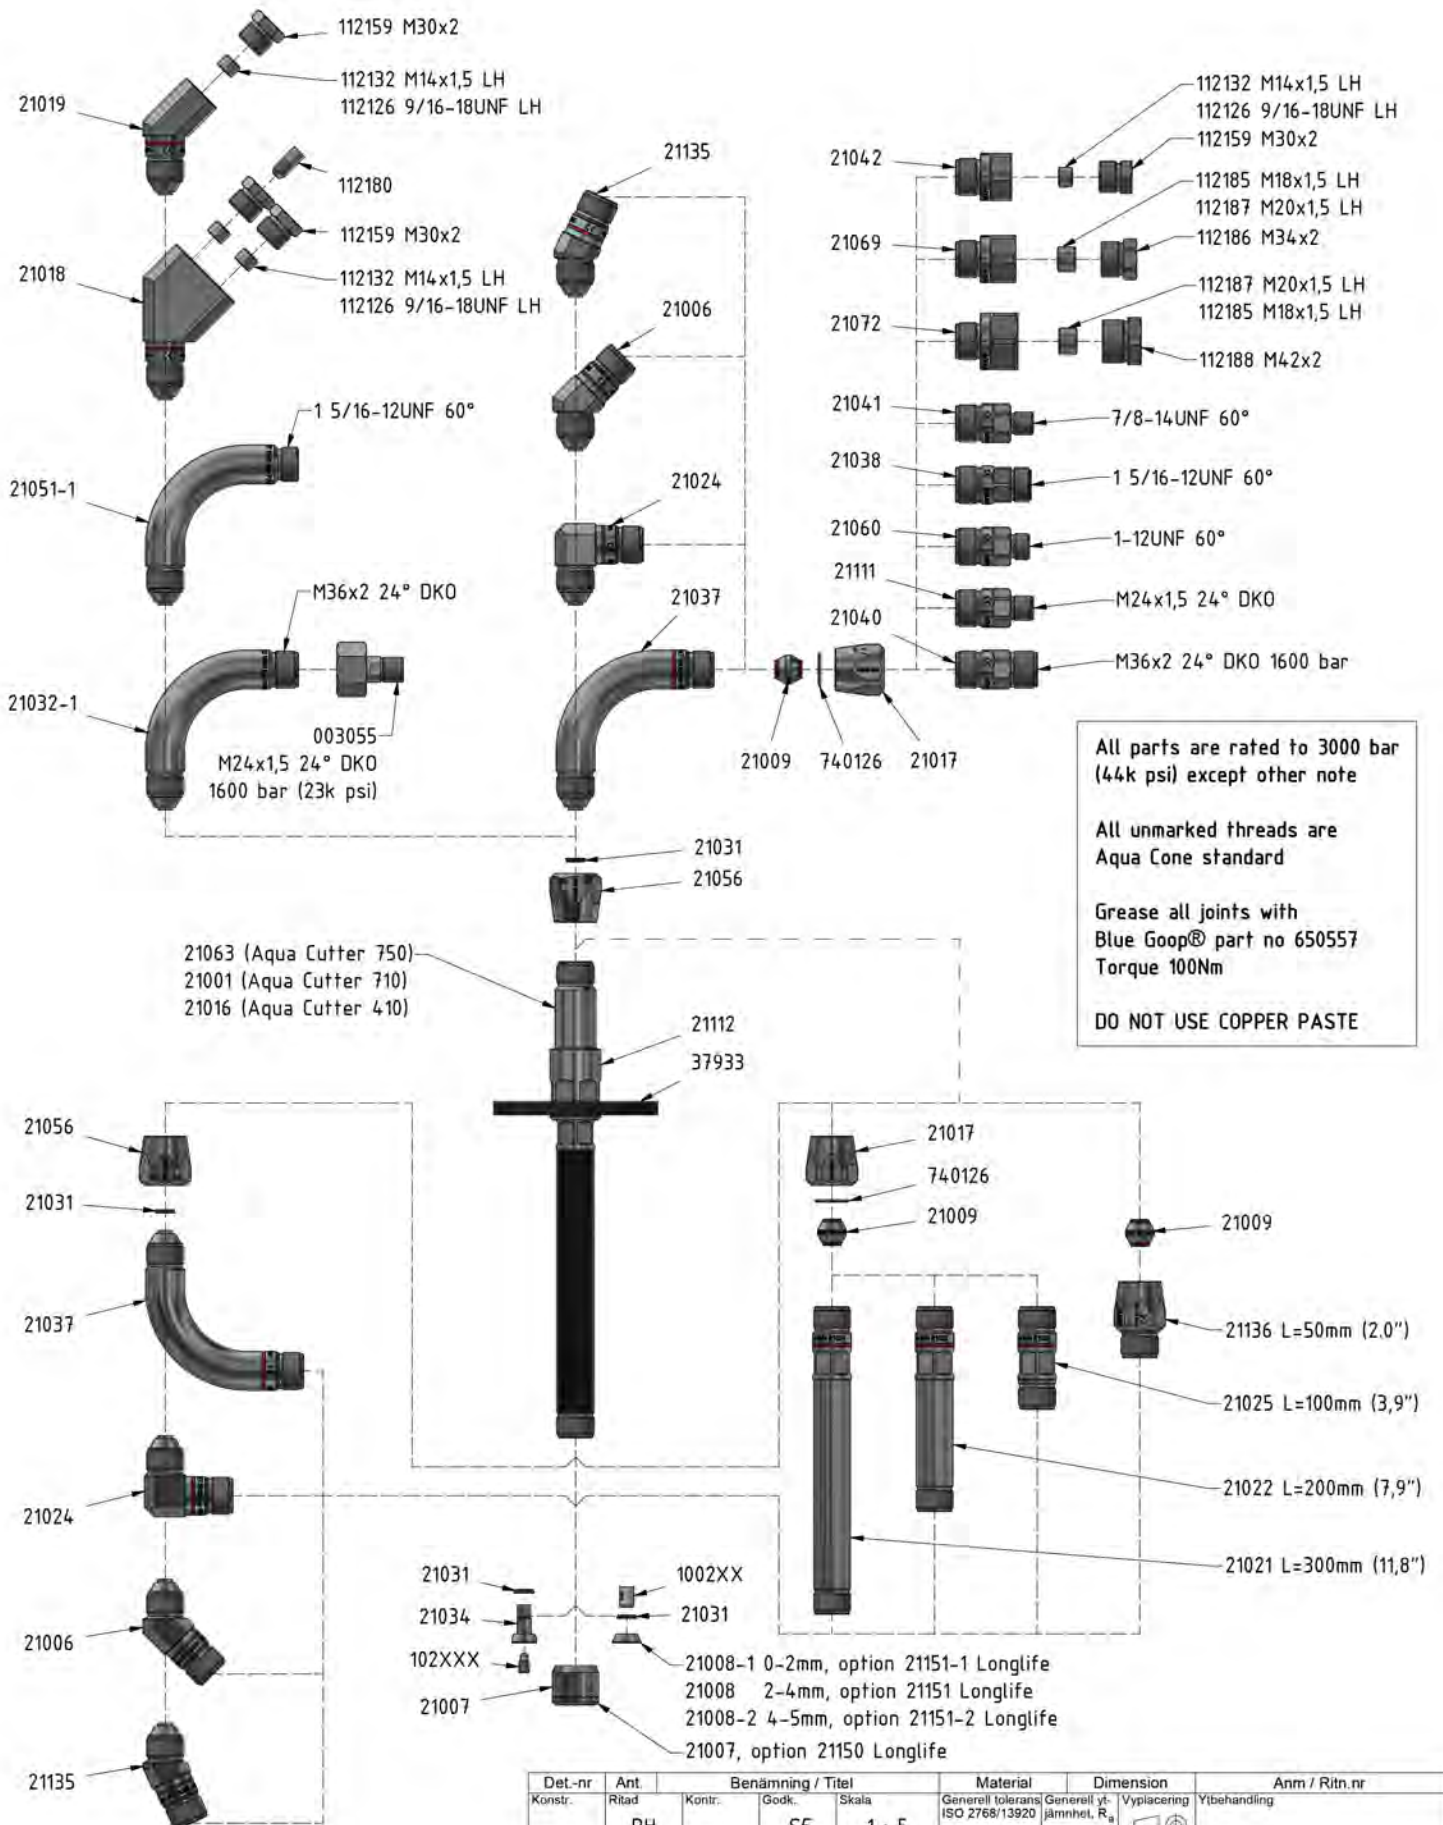 112159 M30x2
112132 M14x1,5 LH
112126 9/16-18UNF LH
21019
112180
112159 M30x2
21018
112132 M14x1,5 LH
112126 9/16-18UNF LH
1 5/16-12UNF 60°
21051-1
M36x2 24° DKO
21032-1
003055
M24x1,5 24° DKO
1600 bar (23k psi)
21135
21006
21024
21037
21009
740126
21017
112132 M14x1,5 LH
112126 9/16-18UNF LH
21042
112159 M30x2
112185 M18x1,5 LH
112187 M20x1,5 LH
21069
112186 M34x2
112187 M20x1,5 LH
112185 M18x1,5 LH
21072
112188 M42x2
21041
7/8-14UNF 60°
21038
1 5/16-12UNF 60°
21060
1-12UNF 60°
21111
M24x1,5 24° DKO
21040
M36x2 24° DKO 1600 bar
All parts are rated to 3000 bar
(44k psi) except other note
All unmarked threads are
Aqua Cone standard
Grease all joints with
Blue Goop® part no 650557
Torque 100Nm
DO NOT USE COPPER PASTE
21031
21056
21063 (Aqua Cutter 750)
21001 (Aqua Cutter 710)
21016 (Aqua Cutter 410)
21112
37933
21056
21031
21037
21024
21006
21135
21017
740126
21009
21009
21136 L=50mm (2.0")
21025 L=100mm (3,9")
21022 L=200mm (7,9")
21021 L=300mm (11,8")
21031
21034
102XXX
21007
1002XX
21031
21008-1 0-2mm, option 21151-1 Longlife
21008 2-4mm, option 21151 Longlife
21008-2 4-5mm, option 21151-2 Longlife
21007, option 21150 Longlife
Det.-nr Ant. Benämning / Titel Material Dimension Anm / Ritn.nr
Konstr. Ritad Kontr. Godk. Skala Generell tolerans Generell yt- Vyplacering Ytbehandling
ISO 2768/13920 jämnhet, Ra